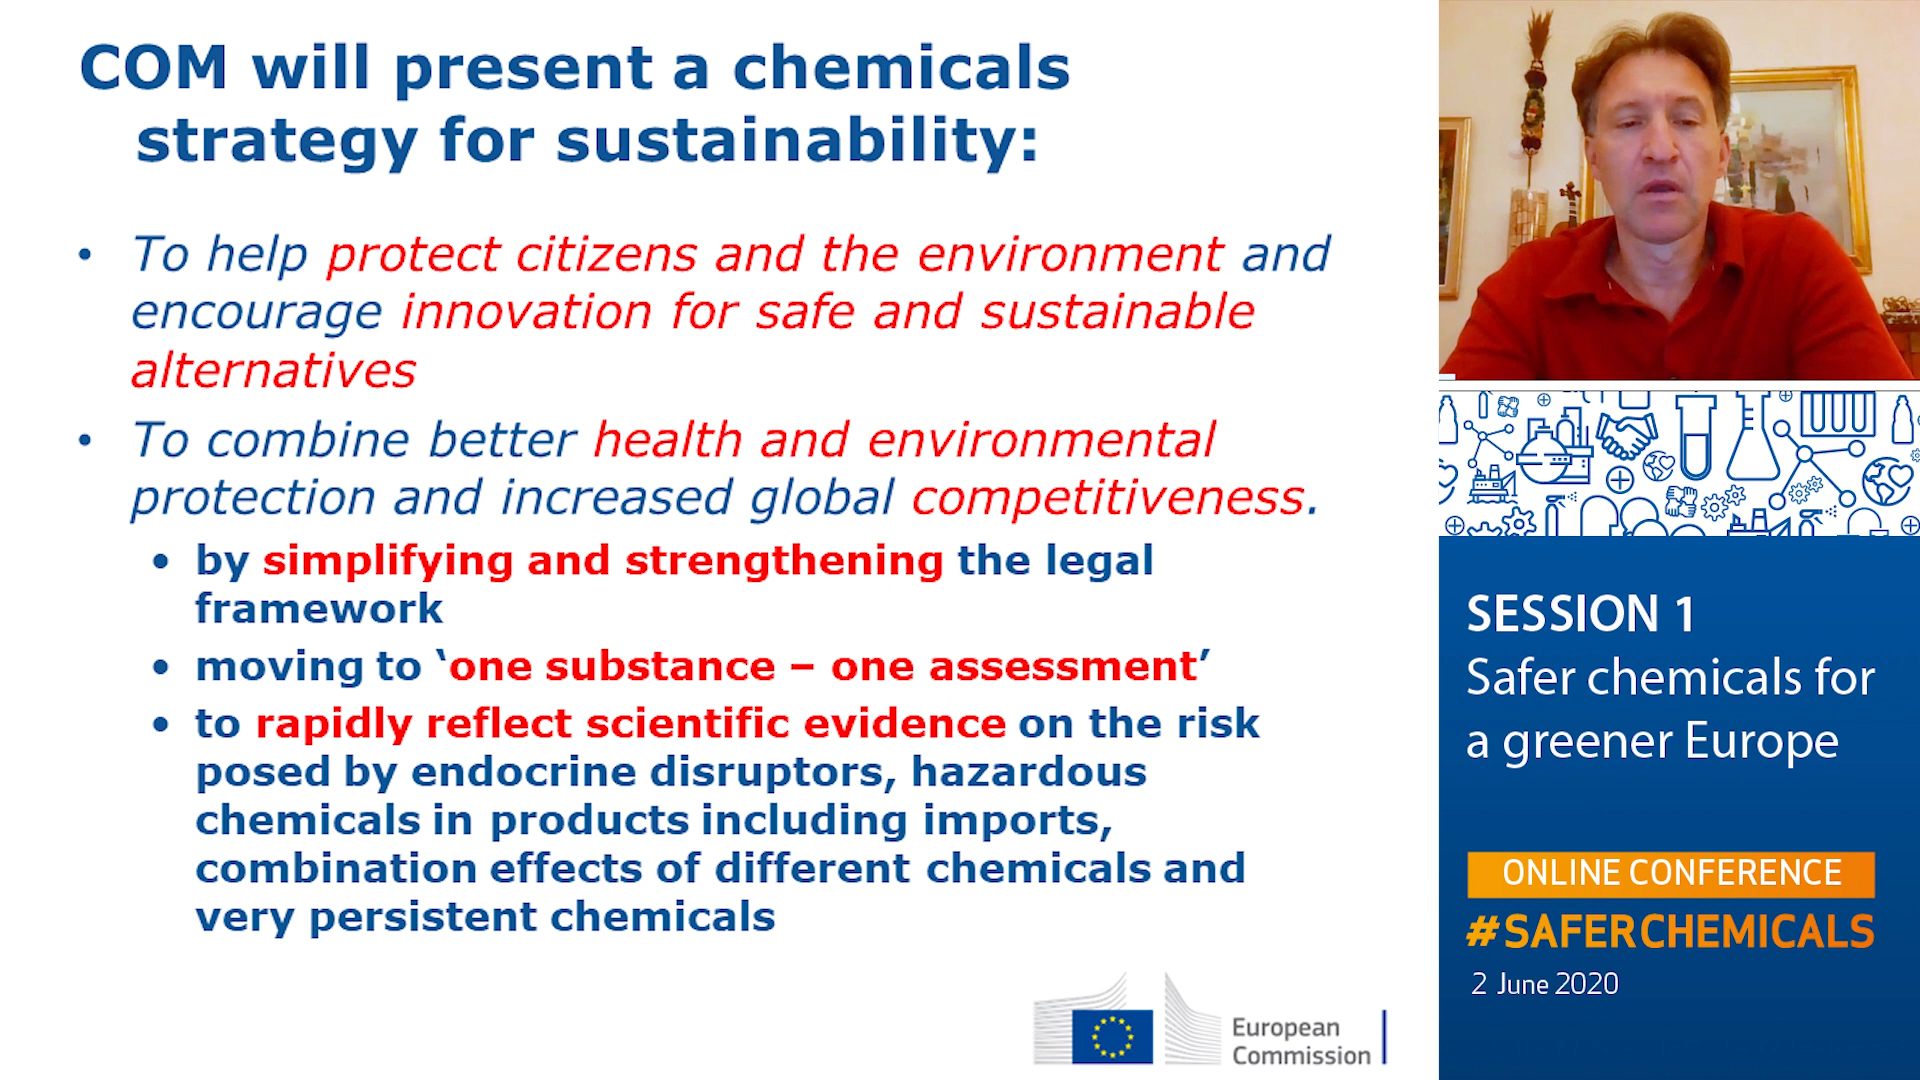 COM will present a chemicals
strategy for sustainability:
• To help protect citizens and the environment and
encourage innovation for safe and sustainable
alternatives
• To combine better health and environmental
protection and increased global competitiveness.
• by simplifying and strengthening the legal
framework
• moving to ‘one substance – one assessment’
• to rapidly reflect scientific evidence on the risk
posed by endocrine disruptors, hazardous
chemicals in products including imports,
combination effects of different chemicals and
very persistent chemicals
European
Commission
SESSION 1
Safer chemicals for
a greener Europe
ONLINE CONFERENCE
#SAFERCHEMICALS
2 June 2020